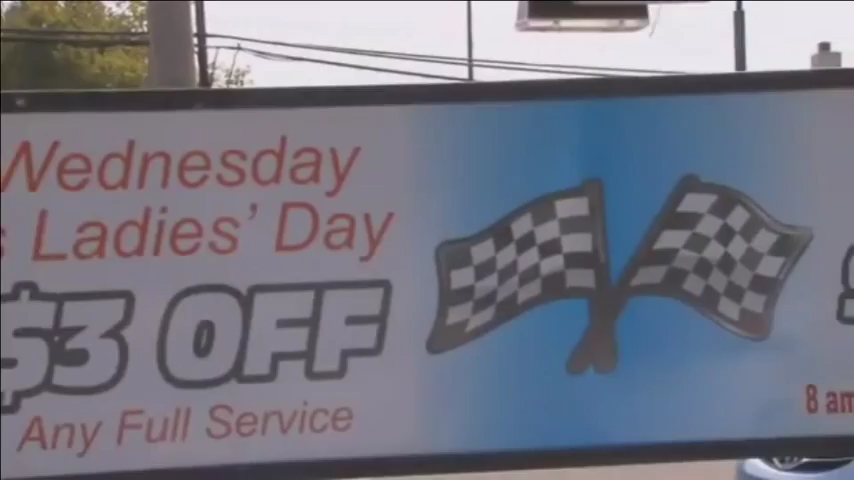 Wednesday
s Ladies' Day
$3 OFF
Any Full Service
8 am